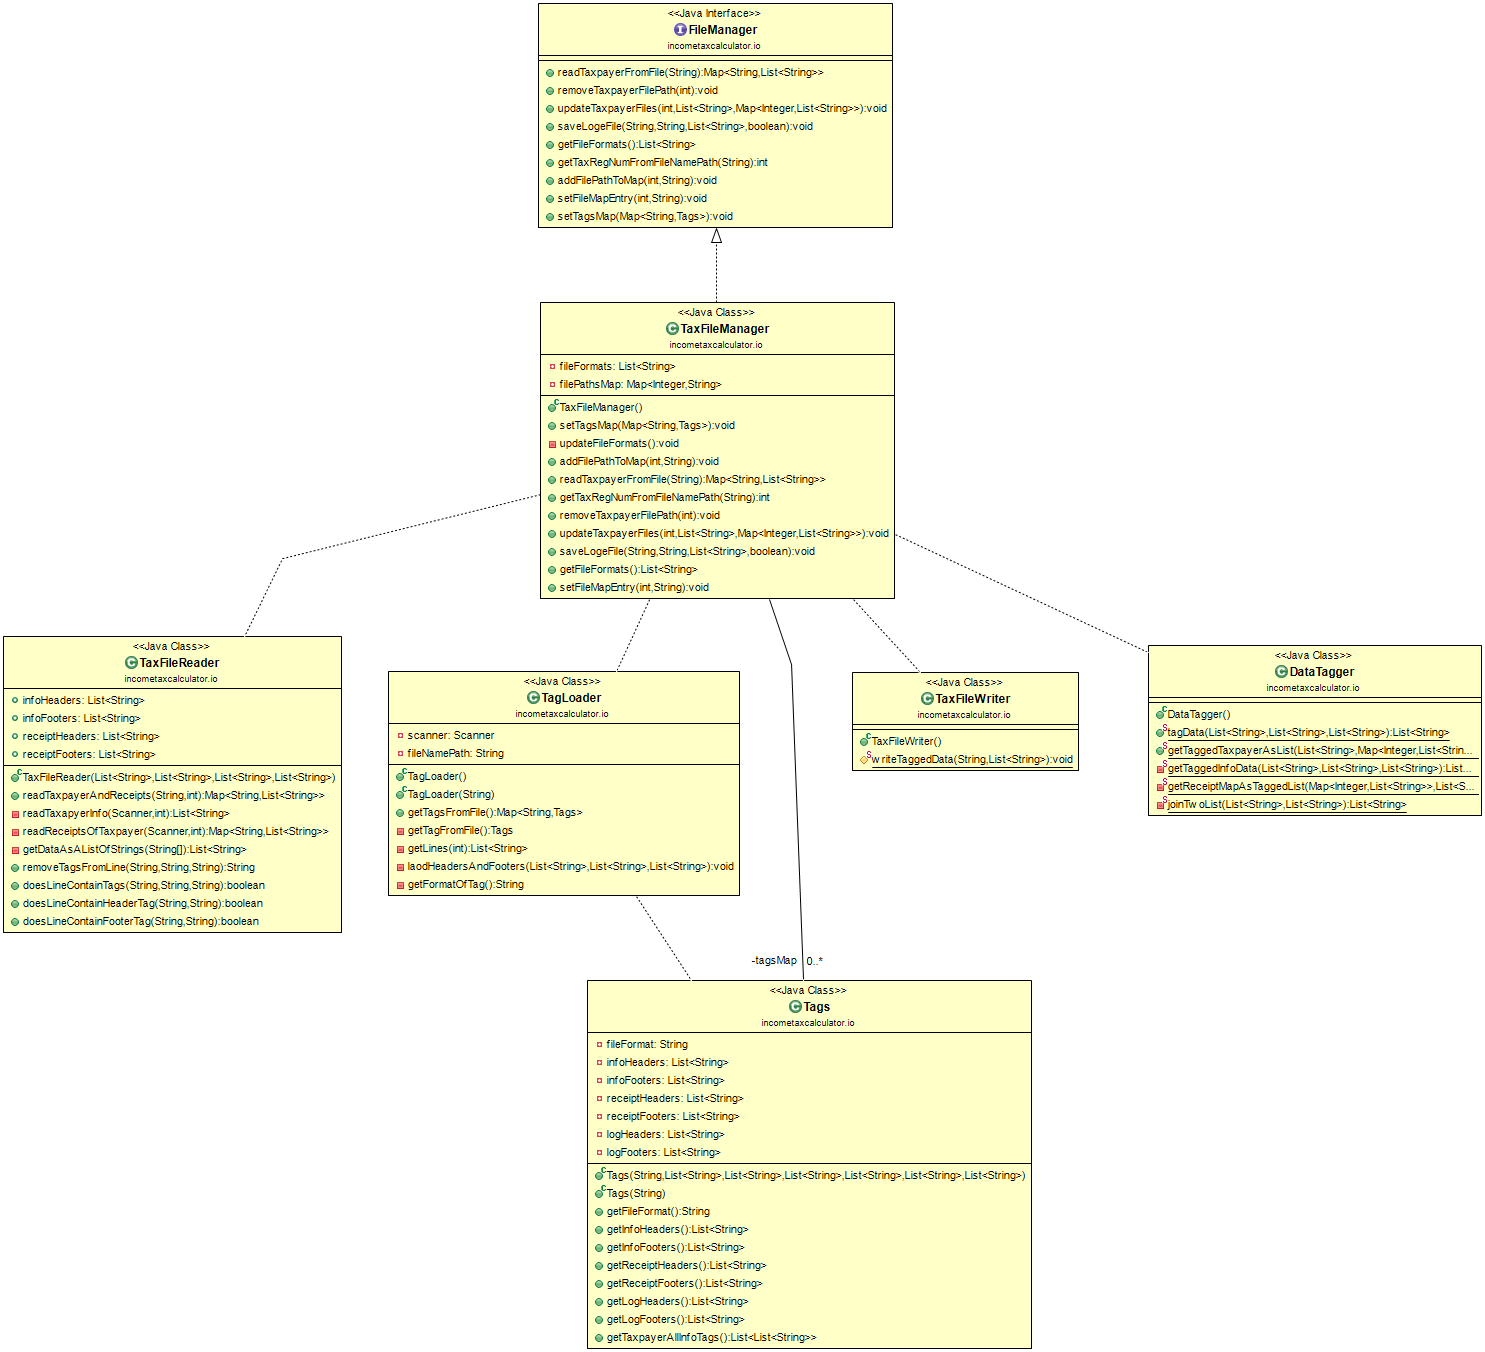 <<Java Interface>>
FileManager
incometaxcalculator.io
readTaxpayerFromFile(String):Map<String,List<String>>
removeTaxpayerFilePath(int):void
updateTaxpayerFiles(int,List<String>,Map<Integer,List<String>>):void
saveLogeFile(String,String,List<String>,boolean):void
getFileFormats():List<String>
getTaxRegNumFromFileNamePath(String):int
addFilePathToMap(int,String):void
setFileMapEntry(int,String):void
setTagsMap(Map<String,Tags>):void
<<Java Class>>
TaxFileManager
incometaxcalculator.io
fileFormats: List<String>
filePathsMap: Map<Integer,String>
TaxFileManager()
setTagsMap(Map<String,Tags>):void
updateFileFormats():void
addFilePathToMap(int,String):void
readTaxpayerFromFile(String):Map<String,List<String>>
getTaxRegNumFromFileNamePath(String):int
removeTaxpayerFilePath(int):void
updateTaxpayerFiles(int,List<String>,Map<Integer,List<String>>):void
saveLogeFile(String,String,List<String>,boolean):void
getFileFormats():List<String>
setFileMapEntry(int,String):void
<<Java Class>>
TaxFileReader
incometaxcalculator.io
infoHeaders: List<String>
infoFooters: List<String>
receiptHeaders: List<String>
receiptFooters: List<String>
TaxFileReader(List<String>,List<String>,List<String>,List<String>)
readTaxpayerAndReceipts(String,int):Map<String,List<String>>
readTaxapyerInfo(Scanner,int):List<String>
readReceiptsOfTaxpayer(Scanner,int):Map<String,List<String>>
getDataAsAListOfStrings(String[]):List<String>
removeTagsFromLine(String,String,String):String
doesLineContainTags(String,String,String):boolean
doesLineContainHeaderTag(String,String):boolean
doesLineContainFooterTag(String,String):boolean
<<Java Class>>
TagLoader
incometaxcalculator.io
scanner: Scanner
fileNamePath: String
TagLoader()
TagLoader(String)
getTagsFromFile():Map<String,Tags>
getTagFromFile():Tags
getLines(int):List<String>
laodHeadersAndFooters(List<String>,List<String>,List<String>):void
getFormatOfTag():String
<<Java Class>>
TaxFileWriter
incometaxcalculator.io
TaxFileWriter()
writeTaggedData(String,List<String>):void
<<Java Class>>
DataTagger
incometaxcalculator.io
DataTagger()
tagData(List<String>,List<String>,List<String>):List<String>
getTaggedTaxpayerAsList(List<String>,Map<Integer,List<Strin...
getTaggedInfoData(List<String>,List<String>,List<String>):List...
getReceiptMapAsTaggedList(Map<Integer,List<String>>,List<S...
joinTwoList(List<String>,List<String>):List<String>
-tagsMap 0..*
<<Java Class>>
Tags
incometaxcalculator.io
fileFormat: String
infoHeaders: List<String>
infoFooters: List<String>
receiptHeaders: List<String>
receiptFooters: List<String>
logHeaders: List<String>
logFooters: List<String>
Tags(String,List<String>,List<String>,List<String>,List<String>,List<String>,List<String>)
Tags(String)
getFileFormat():String
getInfoHeaders():List<String>
getInfoFooters():List<String>
getReceiptHeaders():List<String>
getReceiptFooters():List<String>
getLogHeaders():List<String>
getLogFooters():List<String>
getTaxpayerAllInfoTags():List<List<String>>